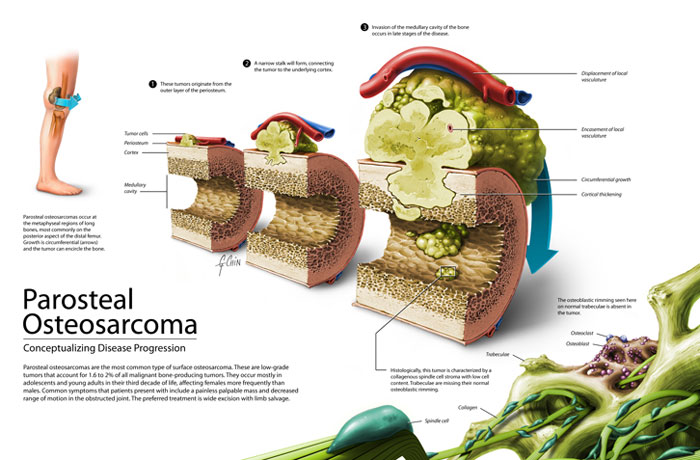 3 Invasion of the medullary cavity of the bone
occurs in late stages of the disease.
2 A narrow stalk will form, connecting
the tumor to the underlying cortex.
1 These tumors originate from the
outer layer of the periosteum.
Displacement of local
vasculature
Encasement of local
vasculature
Circumferential growth
Cortical thickening
Tumor cells
Periosteum
Cortex
Medullary
cavity
Parosteal osteosarcomas occur at
the metaphyseal regions of long
bones, most commonly on the
posterior aspect of the distal femur.
Growth is circumferential (arrows)
and the tumor can encircle the bone.
G Chin
Parosteal
Osteosarcoma
Conceptualizing Disease Progression
Parosteal osteosarcomas are the most common type of surface osteosarcoma. These are low-grade
tumors that account for 1.6 to 2% of all malignant bone-producing tumors. They occur mostly in
adolescents and young adults in their third decade of life, affecting females more frequently than
males. Common symptoms that patients present with include a painless palpable mass and decreased
range of motion in the obstructed joint. The preferred treatment is wide excision with limb salvage.
Histologically, this tumor is characterized by a
collagenous spindle cell stroma with low cell
content. Trabeculae are missing their normal
osteoblastic rimming.
The osteoblastic rimming seen here
on normal trabeculae is absent in
the tumor.
Osteoclast
Osteoblast
Trabeculae
Collagen
Spindle cell